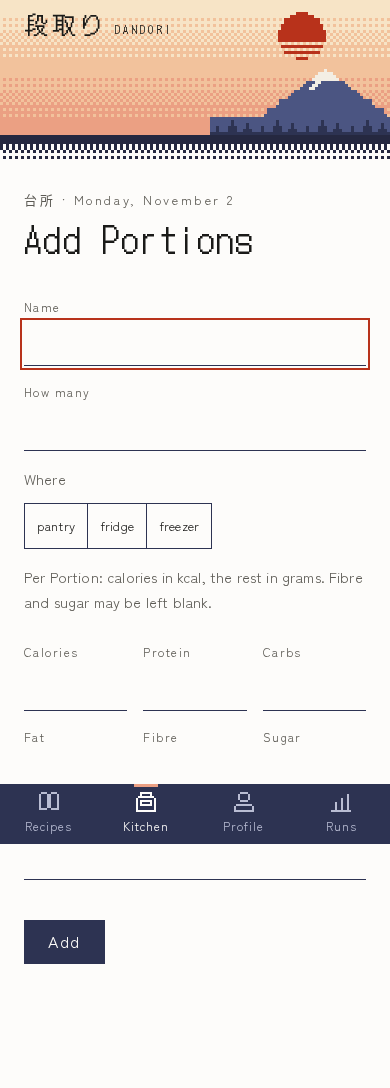 段取り DANDORI
台所 · Monday, November 2
Add Portions
Name
How many
Where
pantry fridge freezer
Per Portion: calories in kcal, the rest in grams. Fibre
and sugar may be left blank.
Calories Protein Carbs
Fat Fibre Sugar
Recipes Kitchen Profile Runs
Add